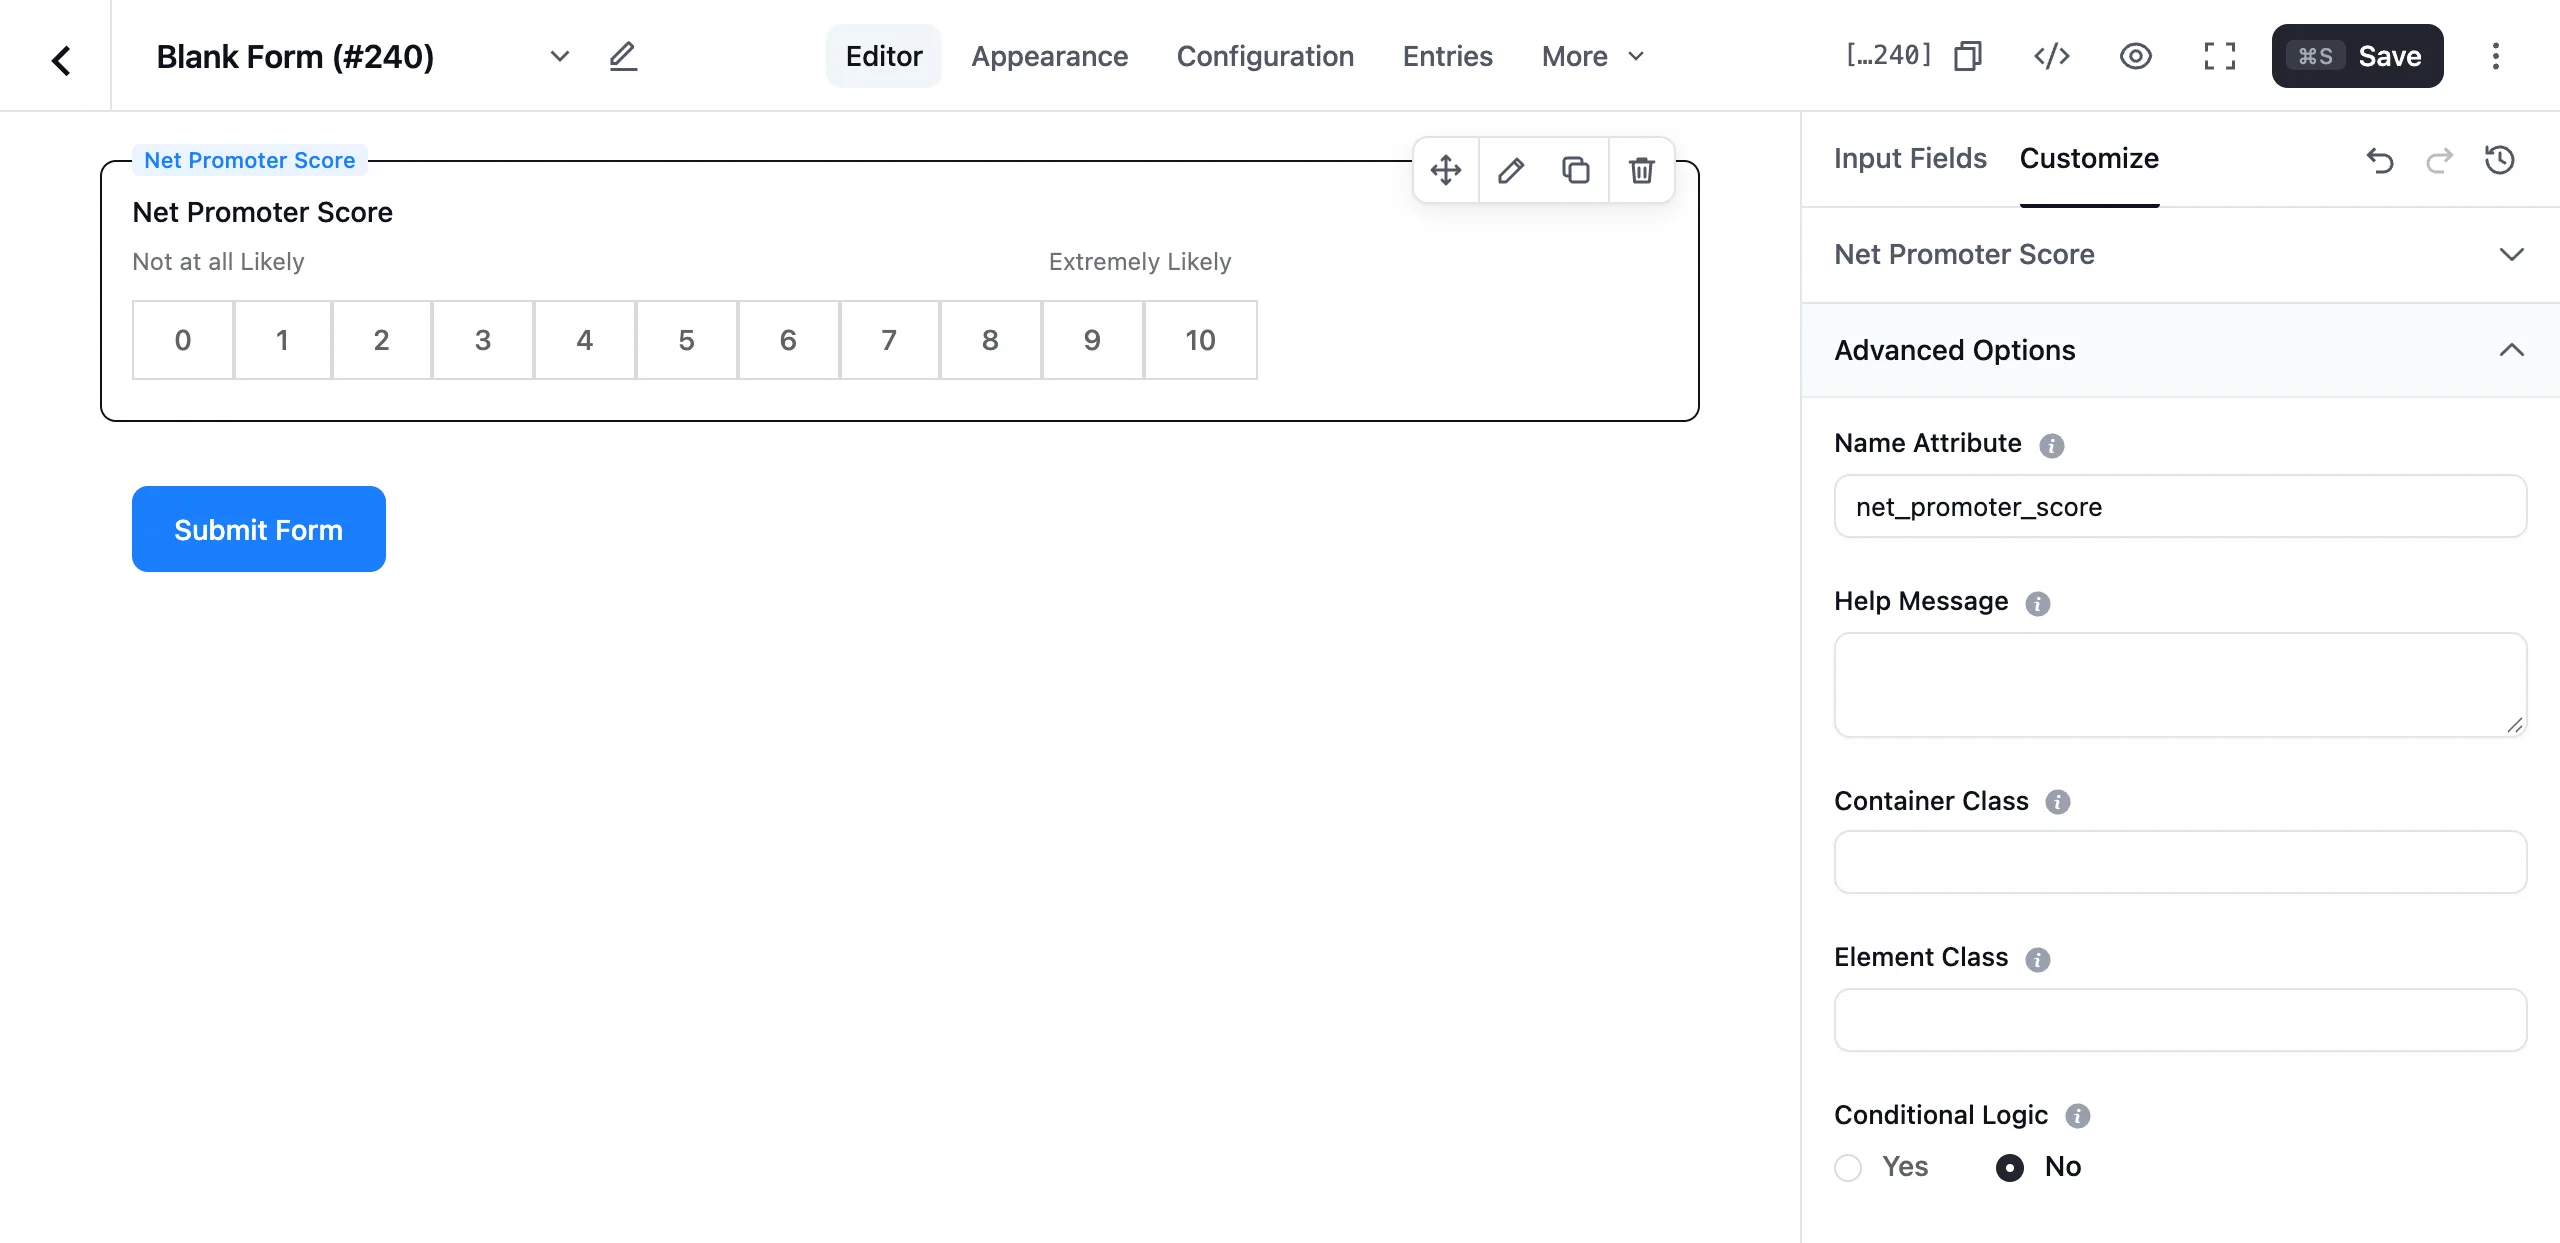 Blank Form (#240)
Editor Appearance Configuration Entries More
[…240]
⌘S Save
Net Promoter Score
Net Promoter Score
Not at all Likely Extremely Likely
0 1 2 3 4 5 6 7 8 9 10
Submit Form
Input Fields Customize
Net Promoter Score
Advanced Options
Name Attribute
net_promoter_score
Help Message
Container Class
Element Class
Conditional Logic
Yes No